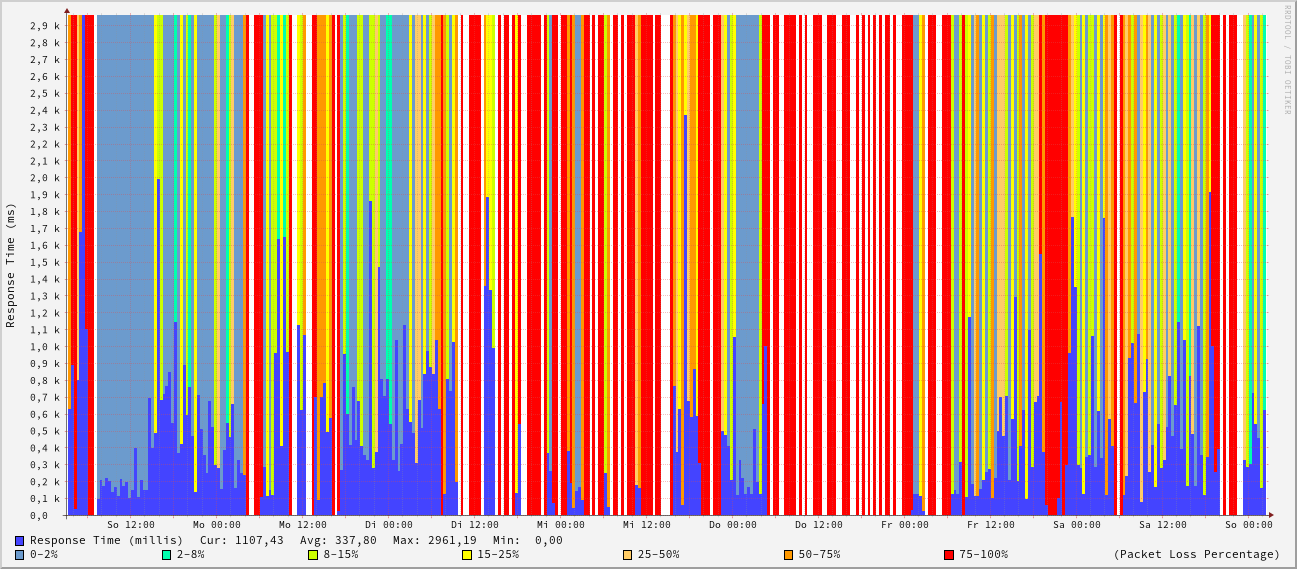 RRDTOOL / TOBI OETIKER
Response Time (ms)
2,9 k
2,8 k
2,7 k
2,6 k
2,5 k
2,4 k
2,3 k
2,2 k
2,1 k
2,0 k
1,9 k
1,8 k
1,7 k
1,6 k
1,5 k
1,4 k
1,3 k
1,2 k
1,1 k
1,0 k
0,9 k
0,8 k
0,7 k
0,6 k
0,5 k
0,4 k
0,3 k
0,2 k
0,1 k
0,0
So 12:00 Mo 00:00 Mo 12:00 Di 00:00 Di 12:00 Mi 00:00 Mi 12:00 Do 00:00 Do 12:00 Fr 00:00 Fr 12:00 Sa 00:00 Sa 12:00 So 00:00
Response Time (millis) Cur: 1107,43 Avg: 337,80 Max: 2961,19 Min: 0,00
0-2% 2-8% 8-15% 15-25% 25-50% 50-75% 75-100% (Packet Loss Percentage)